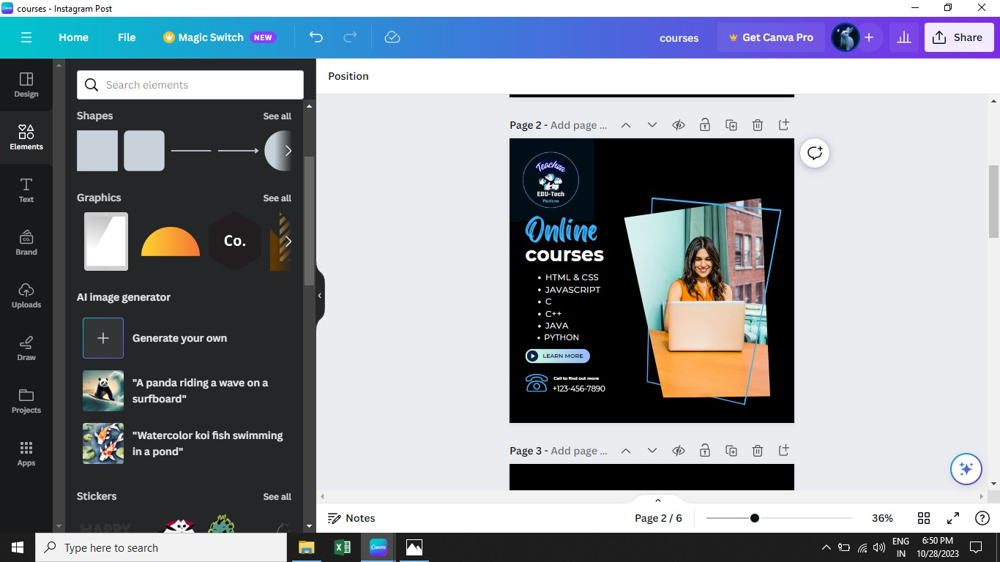 courses - Instagram Post
Home
File
Magic Switch
NEW
courses
Get Canva Pro
Share
Design
Elements
Text
Brand
Uploads
Draw
Projects
Apps
Search elements
Shapes
See all
Graphics
See all
Co.
AI image generator
Generate your own
"A panda riding a wave on a
surfboard"
"Watercolor koi fish swimming
in a pond"
Stickers
See all
HAPPY
Position
Page 2 - Add page ...
Teachiza
EDU-Tech
Platform
Online
courses
• HTML & CSS
• JAVASCRIPT
• C
• C++
• JAVA
• PYTHON
LEARN MORE
Call to find out more
+123-456-7890
Page 3 - Add page ...
Notes
Page 2 / 6
36%
Type here to search
Canva
ENG
IN
6:50 PM
10/28/2023